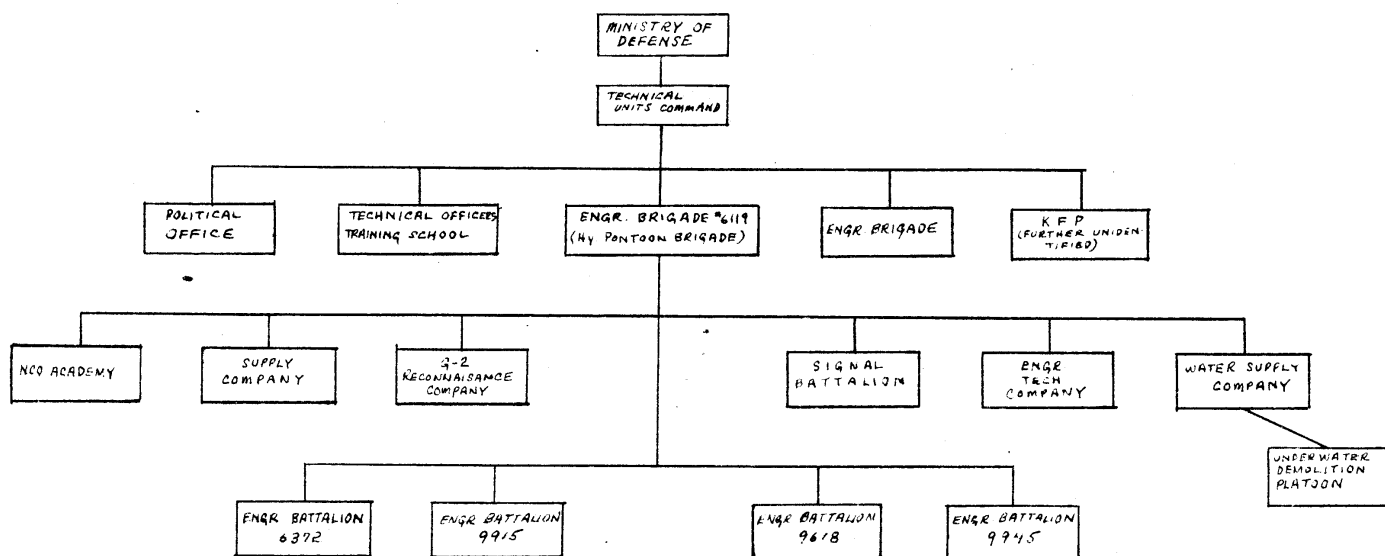 MINISTRY OF
DEFENSE
TECHNICAL
UNITS COMMAND
POLITICAL
OFFICE
TECHNICAL OFFICERS
TRAINING SCHOOL
ENGR. BRIGADE #6119
(Hy PONTOON BRIGADE)
ENGR. BRIGADE
KFP
(FURTHER UNIDEN-
TIFIED)
NCO ACADEMY
SUPPLY
COMPANY
G-2
RECONNAISANCE
COMPANY
SIGNAL
BATTALION
ENGR.
TECH
COMPANY
WATER SUPPLY
COMPANY
UNDERWATER
DEMOLITION
PLATOON
ENGR BATTALION
6372
ENGR BATTALION
9915
ENGR BATTALION
9618
ENGR BATTALION
9945